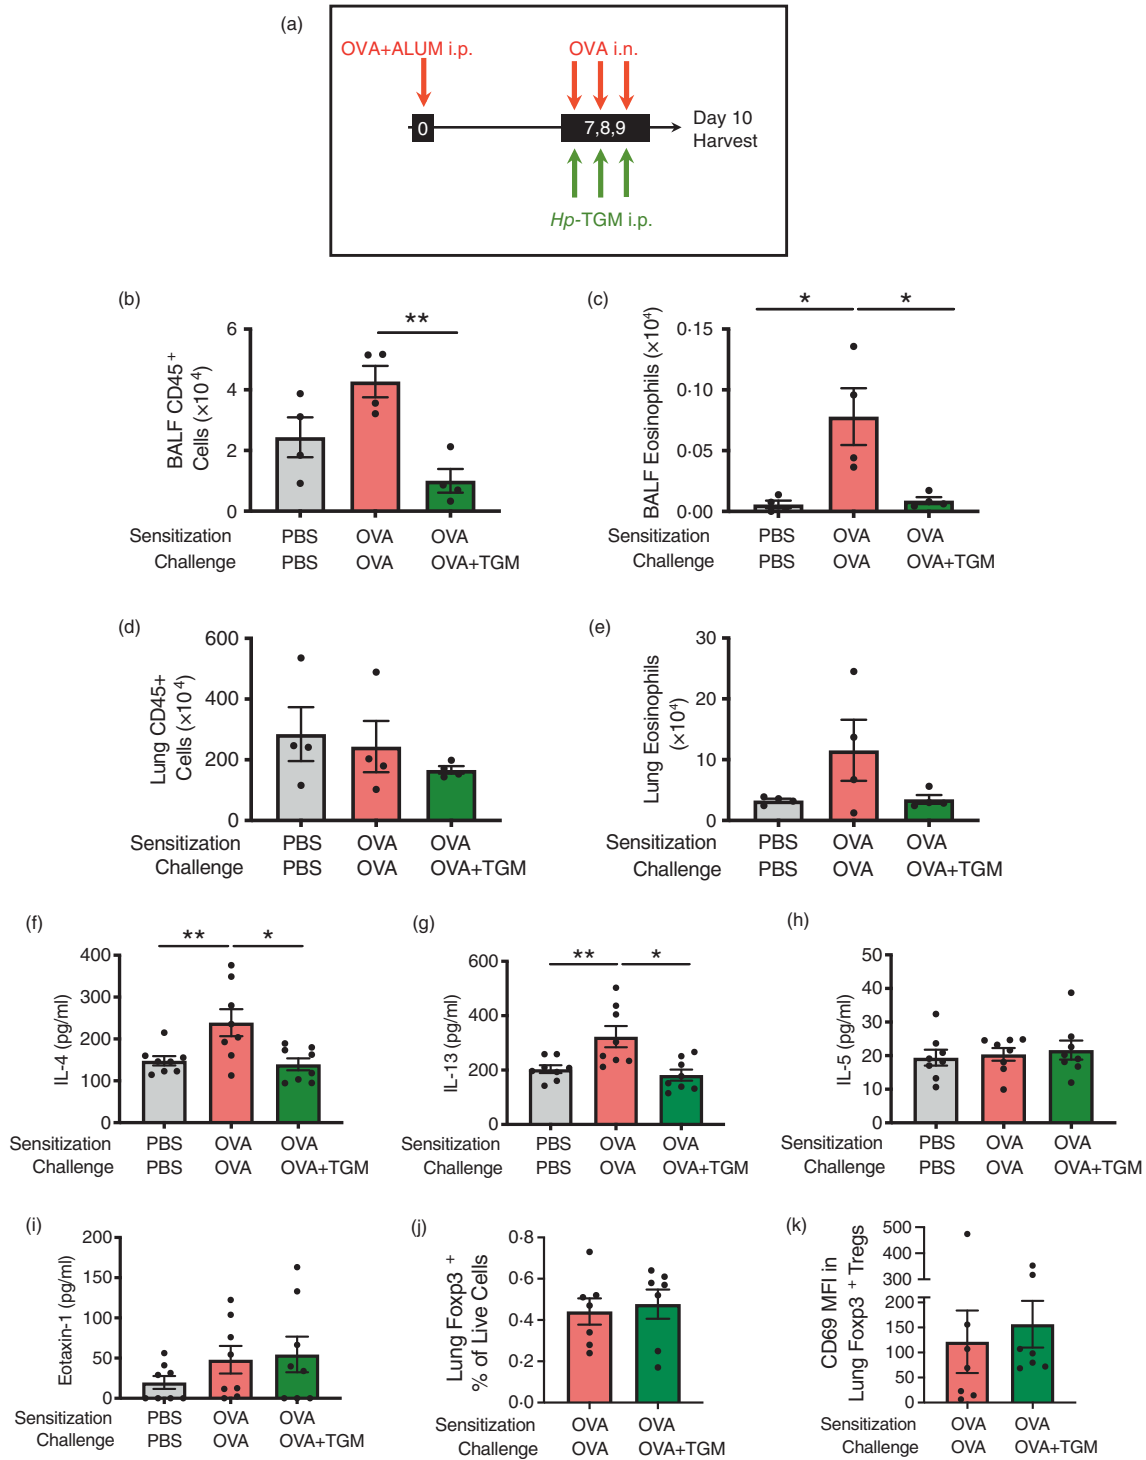 (a)
OVA+ALUM i.p.
OVA i.n.
0
7,8,9
Day 10
Harvest
Hp-TGM i.p.
(b)
BALF CD45+
Cells (×10⁴)
6
4
2
0
**
Sensitization PBS OVA OVA
Challenge PBS OVA OVA+TGM
(c)
BALF Eosinophils (×10⁴)
0·15
0·10
0·05
0·00
* *
Sensitization PBS OVA OVA
Challenge PBS OVA OVA+TGM
(d)
Lung CD45+
Cells (×10⁴)
600
400
200
0
Sensitization PBS OVA OVA
Challenge PBS OVA OVA+TGM
(e)
Lung Eosinophils
(×10⁴)
30
20
10
0
Sensitization PBS OVA OVA
Challenge PBS OVA OVA+TGM
(f)
IL-4 (pg/ml)
400
300
200
100
0
** *
Sensitization PBS OVA OVA
Challenge PBS OVA OVA+TGM
(g)
IL-13 (pg/ml)
600
400
200
0
** *
Sensitization PBS OVA OVA
Challenge PBS OVA OVA+TGM
(h)
IL-5 (pg/ml)
50
40
30
20
10
0
Sensitization PBS OVA OVA
Challenge PBS OVA OVA+TGM
(i)
Eotaxin-1 (pg/ml)
200
150
100
50
0
Sensitization PBS OVA OVA
Challenge PBS OVA OVA+TGM
(j)
Lung Foxp3 +
% of Live Cells
0·8
0·6
0·4
0·2
0·0
Sensitization OVA OVA
Challenge OVA OVA+TGM
(k)
CD69 MFI in
Lung Foxp3 + Tregs
500
400
300
200
150
100
50
0
Sensitization OVA OVA
Challenge OVA OVA+TGM